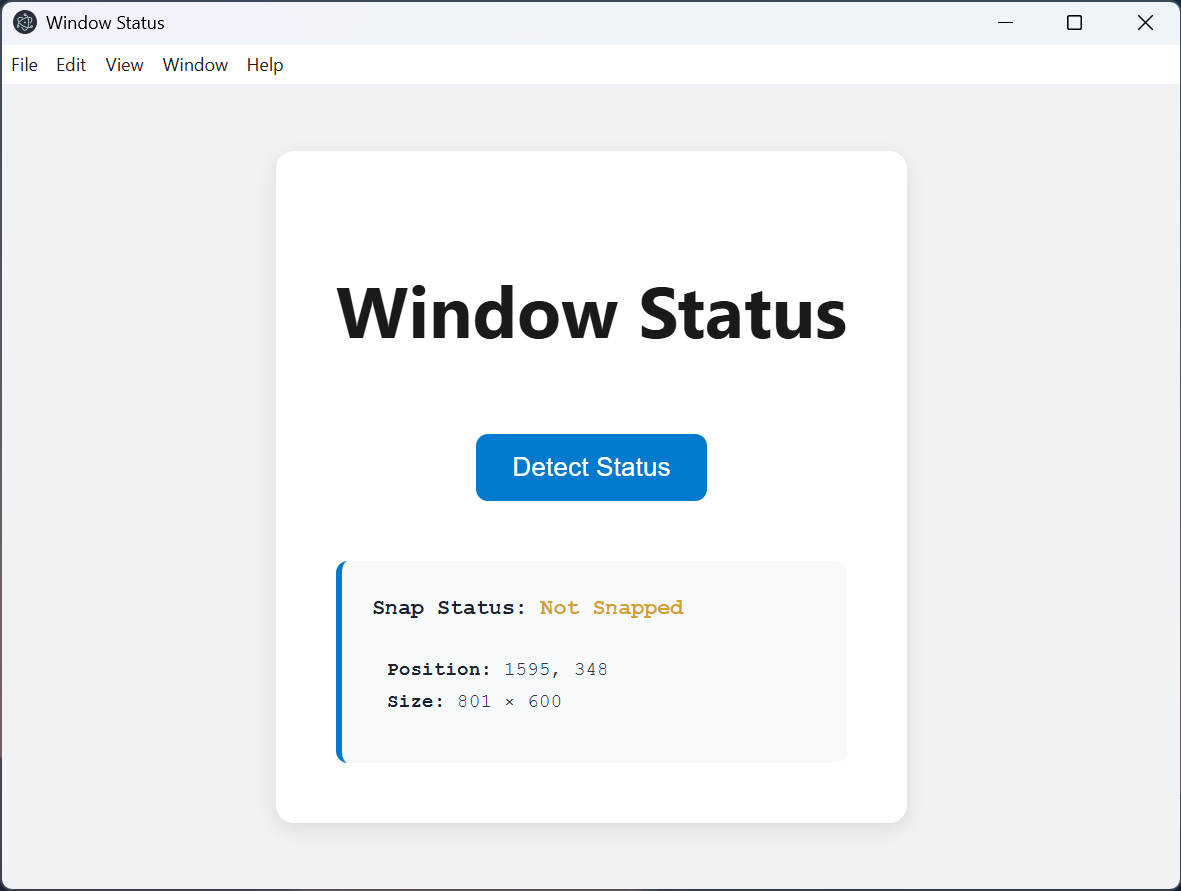 Window Status
File Edit View Window Help
Window Status
Detect Status
Snap Status: Not Snapped
Position: 1595, 348
Size: 801 × 600